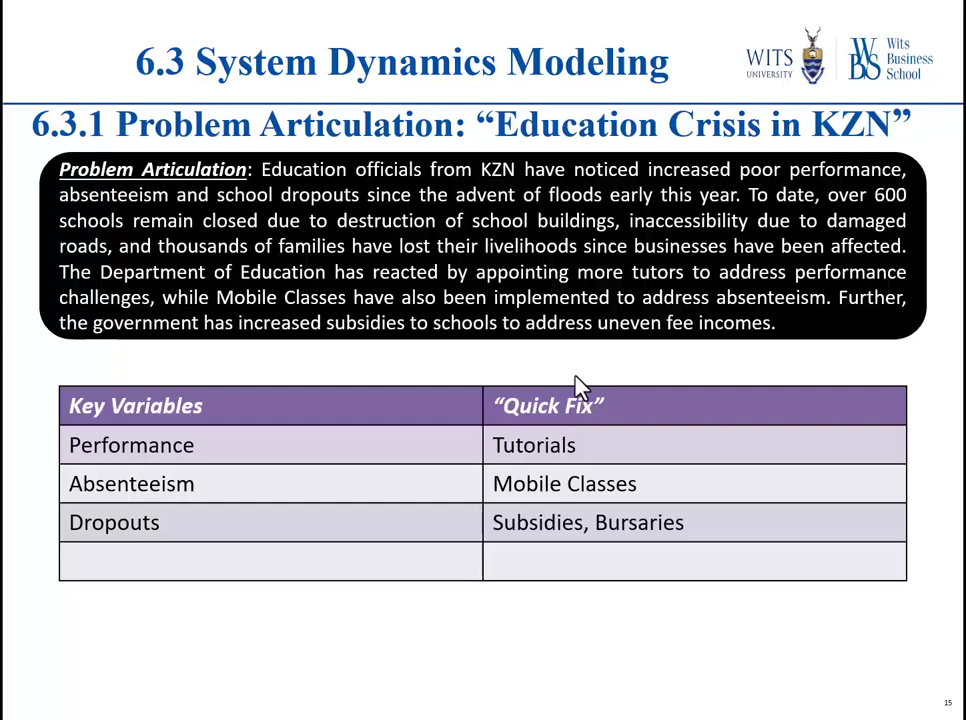 6.3 System Dynamics Modeling
WITS
UNIVERSITY
WBS
Wits
Business
School
6.3.1 Problem Articulation: “Education Crisis in KZN”
Problem Articulation: Education officials from KZN have noticed increased poor performance,
absenteeism and school dropouts since the advent of floods early this year. To date, over 600
schools remain closed due to destruction of school buildings, inaccessibility due to damaged
roads, and thousands of families have lost their livelihoods since businesses have been affected.
The Department of Education has reacted by appointing more tutors to address performance
challenges, while Mobile Classes have also been implemented to address absenteeism. Further,
the government has increased subsidies to schools to address uneven fee incomes.
Key Variables
“Quick Fix”
Performance
Tutorials
Absenteeism
Mobile Classes
Dropouts
Subsidies, Bursaries
15